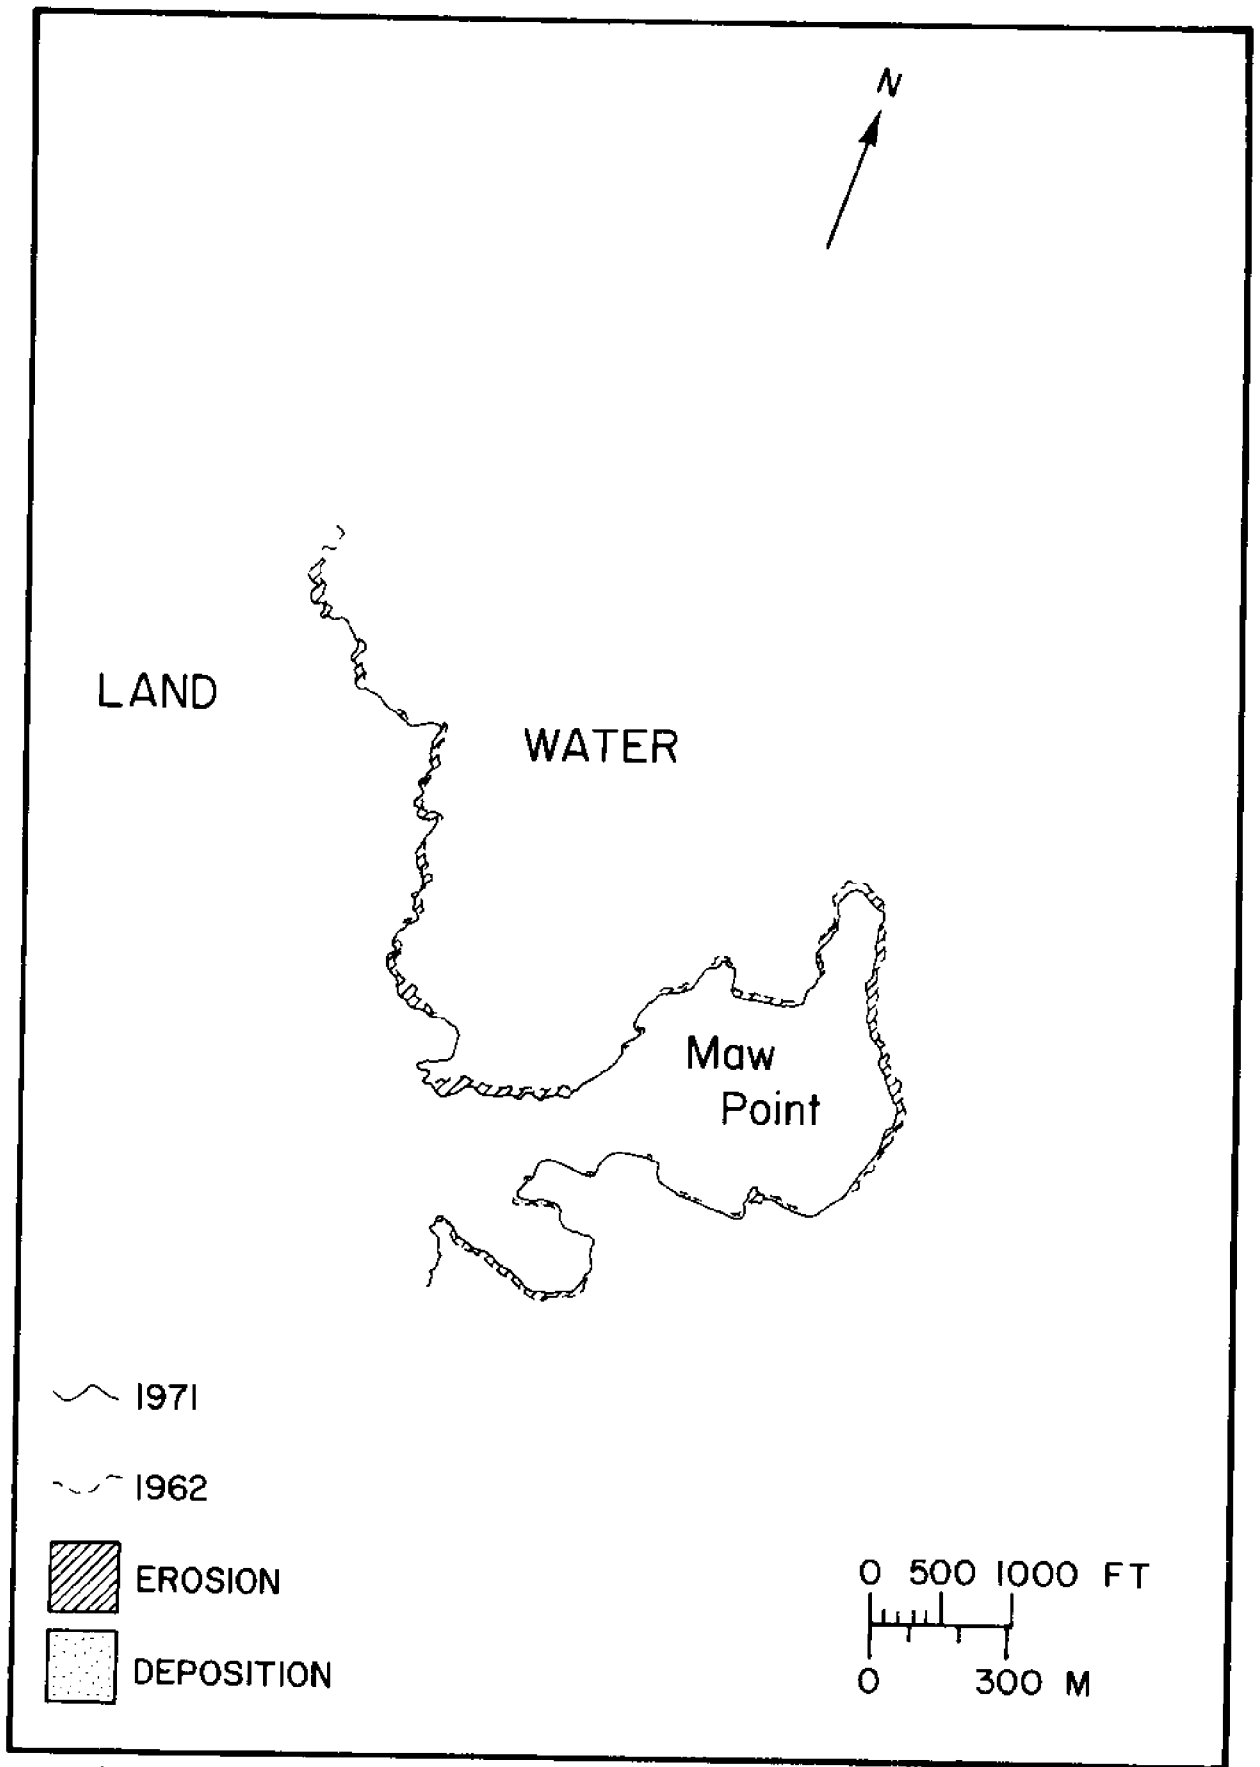 N
LAND
WATER
Maw
Point
1971
1962
EROSION
DEPOSITION
0 500 1000 FT
0 300 M